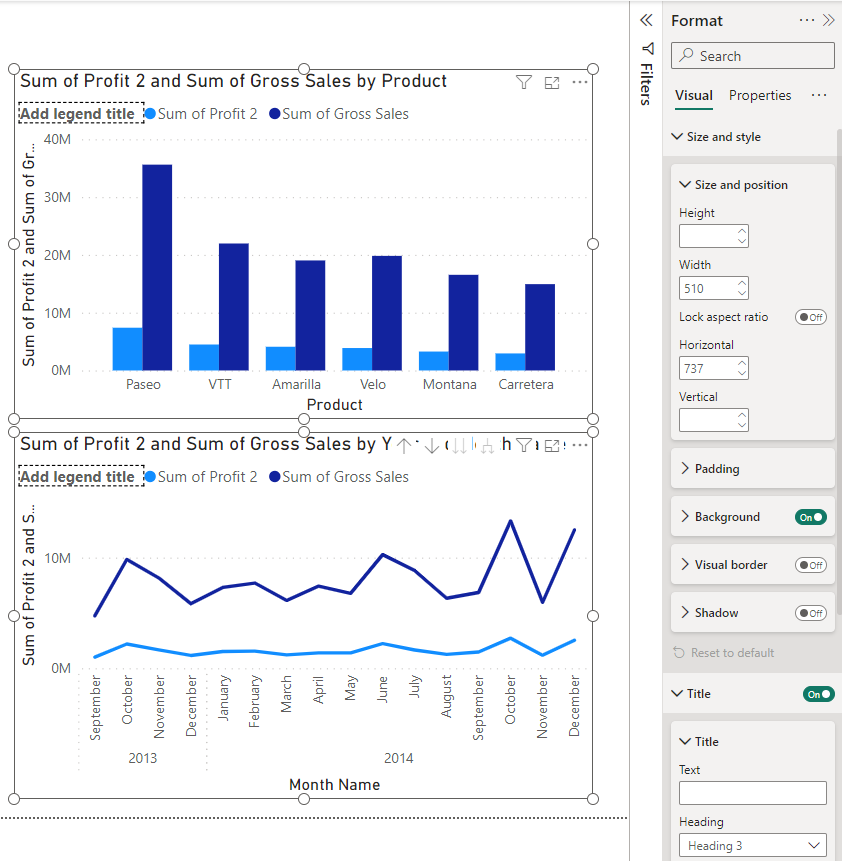 Sum of Profit 2 and Sum of Gross Sales by Product
Add legend title Sum of Profit 2 Sum of Gross Sales
Sum of Profit 2 and Sum of Gr...
40M
30M
20M
10M
0M
Paseo VTT Amarilla Velo Montana Carretera
Product
Sum of Profit 2 and Sum of Gross Sales by Y
Add legend title Sum of Profit 2 Sum of Gross Sales
Sum of Profit 2 and S...
10M
0M
September October November December January February March April May June July August September October November December
2013 2014
Month Name
Filters
Format
Search
Visual Properties
Size and style
Size and position
Height
Width
510
Lock aspect ratio Off
Horizontal
737
Vertical
Padding
Background On
Visual border Off
Shadow Off
Reset to default
Title On
Title
Text
Heading
Heading 3